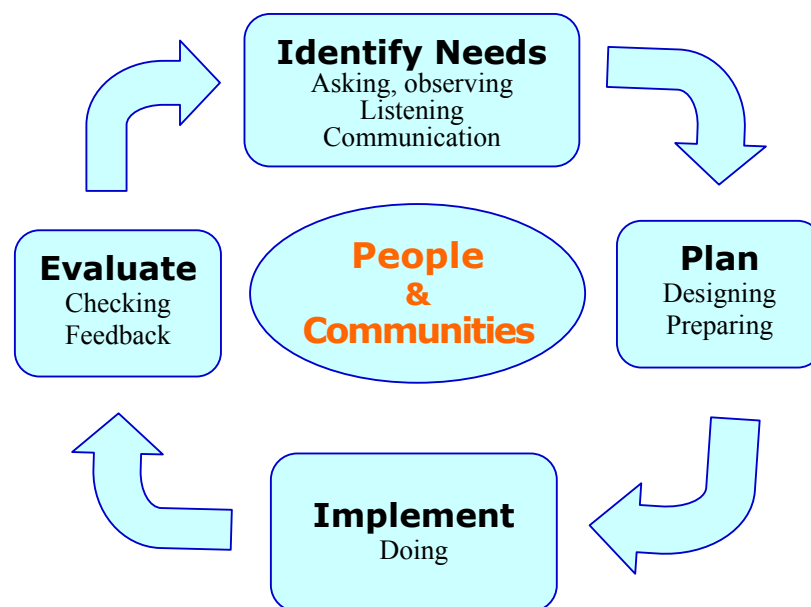 Identify Needs
Asking, observing
Listening
Communication
Evaluate
Checking
Feedback
People
&
Communities
Plan
Designing
Preparing
Implement
Doing